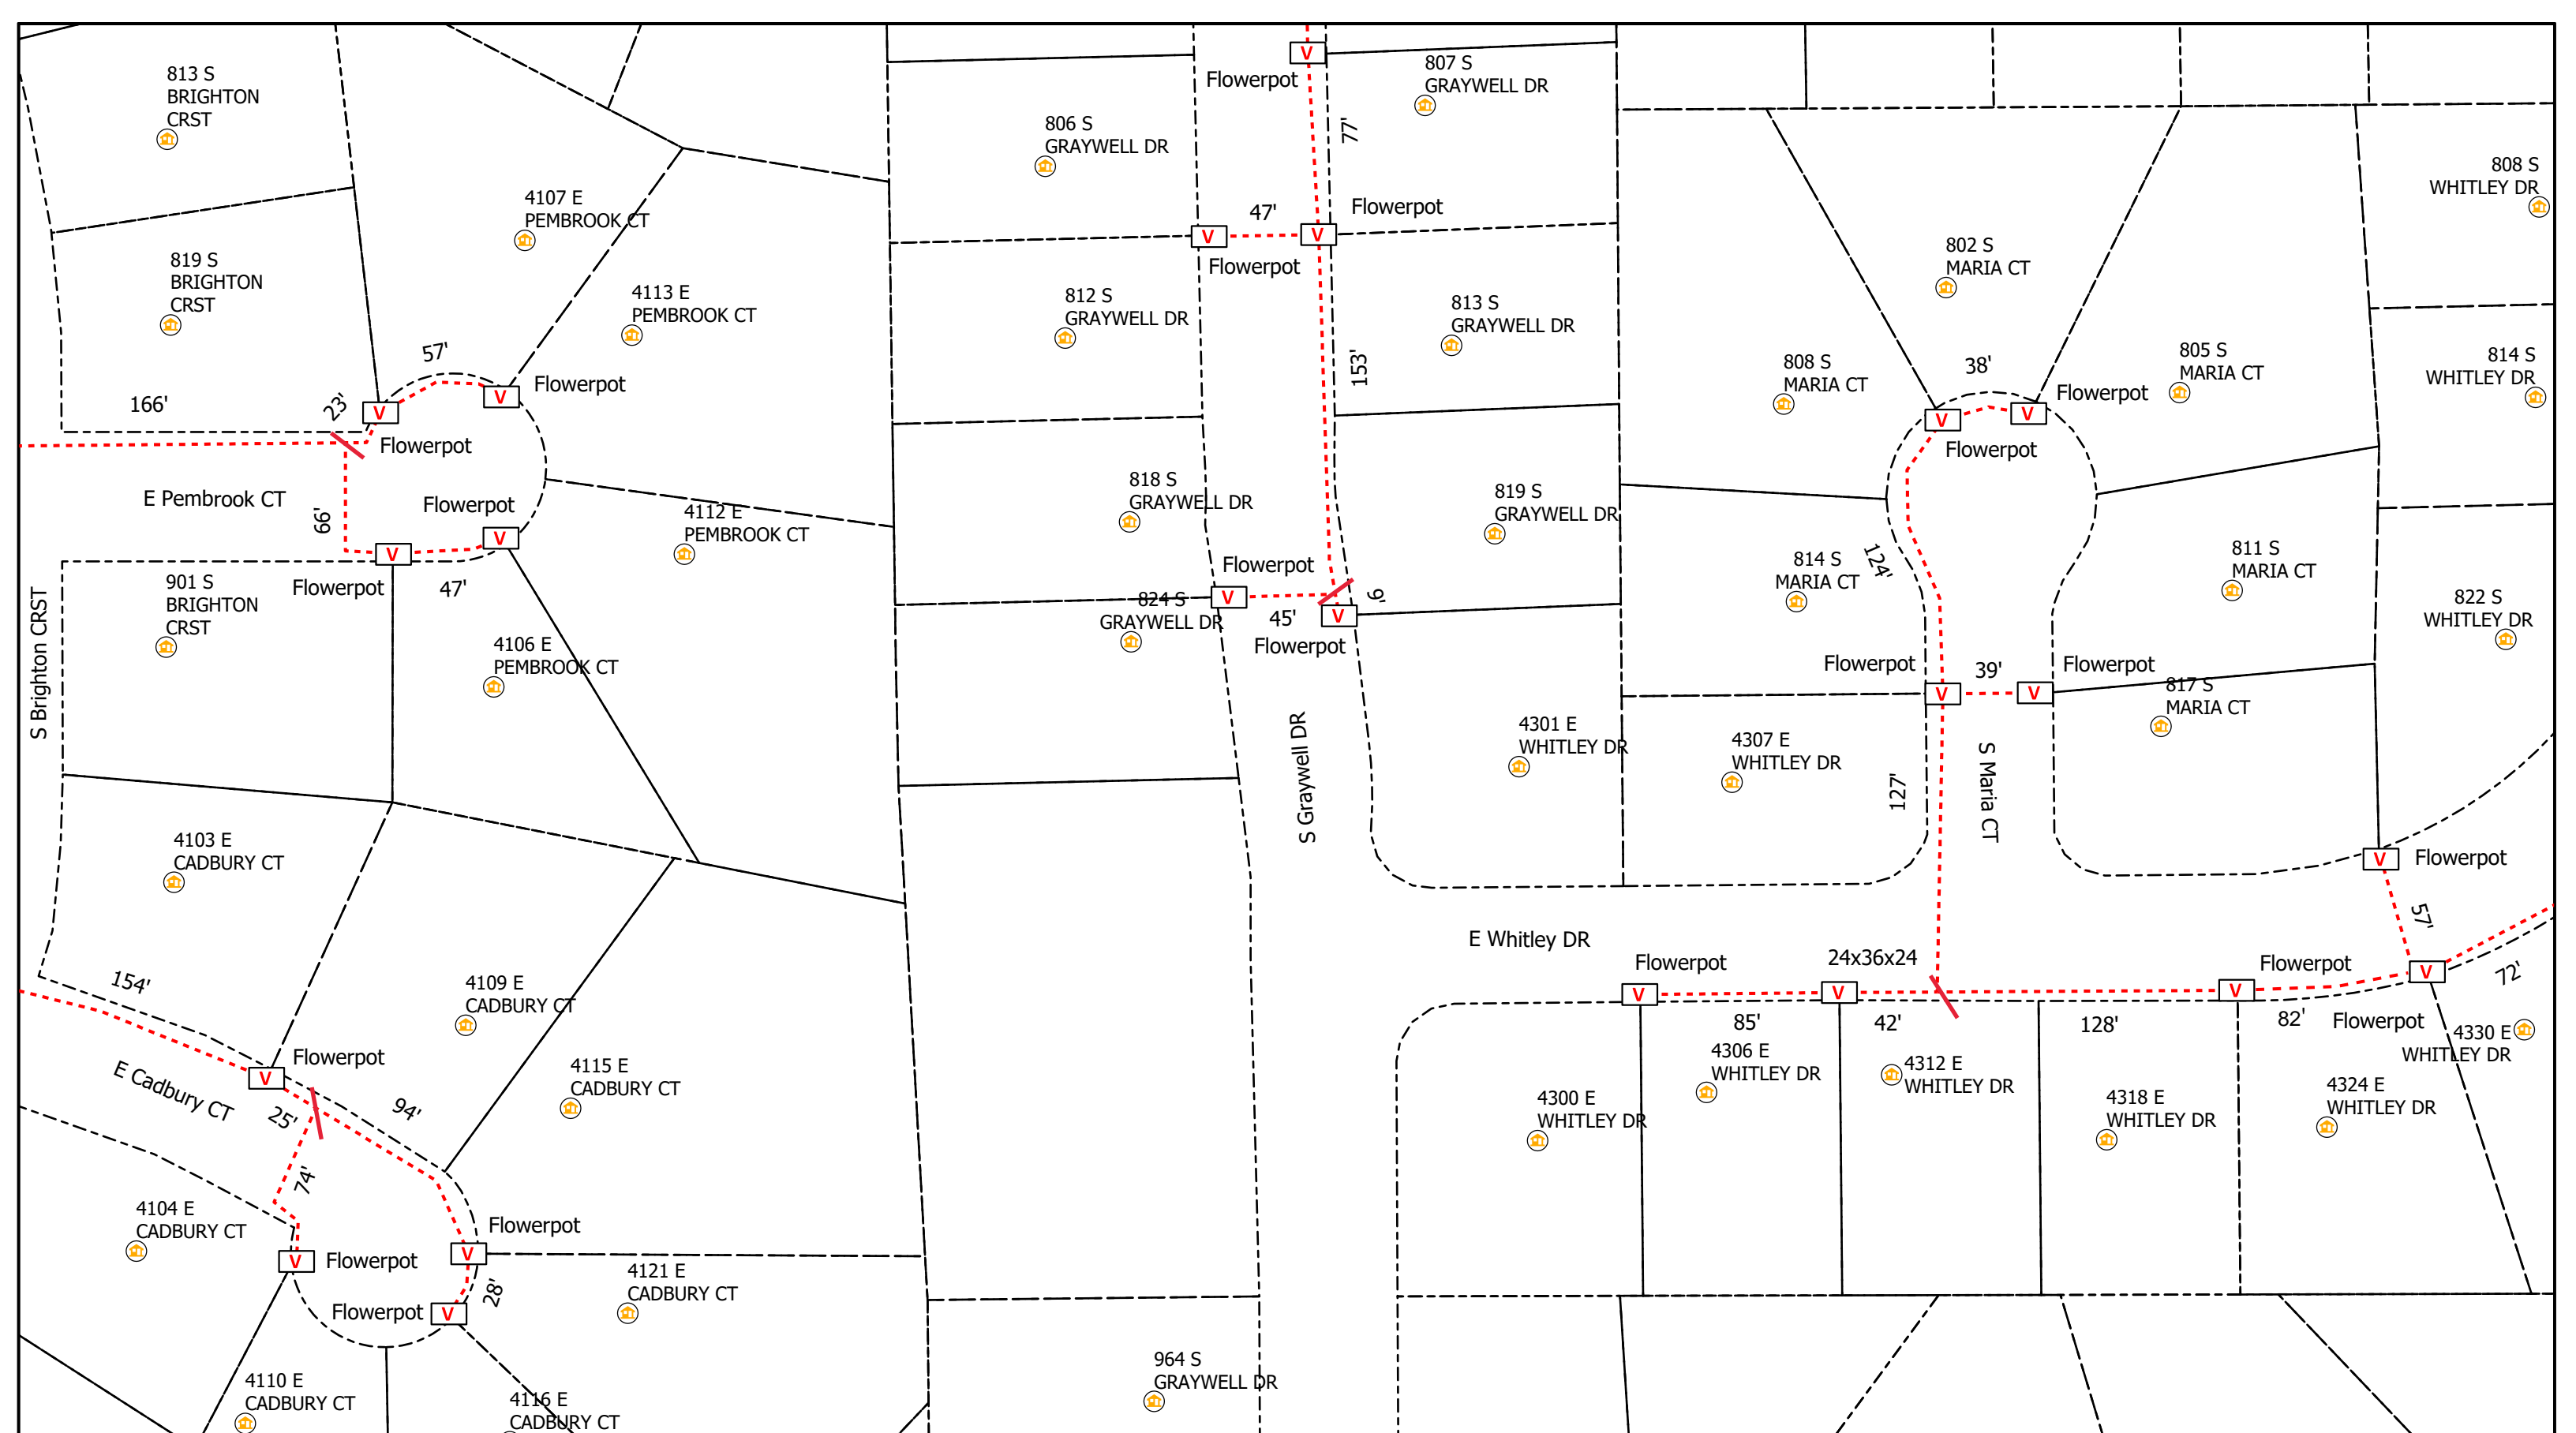 813 S
BRIGHTON
CRST
819 S
BRIGHTON
CRST
4107 E
PEMBROOK CT
4113 E
PEMBROOK CT
57'
V
V
Flowerpot
166'
23'
Flowerpot
E Pembrook CT
66'
Flowerpot
V
V
Flowerpot
47'
4112 E
PEMBROOK CT
901 S
BRIGHTON
CRST
4106 E
PEMBROOK CT
S Brighton CRST
4103 E
CADBURY CT
154'
4109 E
CADBURY CT
4115 E
CADBURY CT
Flowerpot
V
E Cadbury CT
25'
94'
74'
4104 E
CADBURY CT
V
Flowerpot
Flowerpot
V
28'
Flowerpot
V
4121 E
CADBURY CT
4110 E
CADBURY CT
4116 E
CADBURY CT
V
Flowerpot
807 S
GRAYWELL DR
806 S
GRAYWELL DR
77'
47'
V
V
Flowerpot
Flowerpot
812 S
GRAYWELL DR
813 S
GRAYWELL DR
153'
818 S
GRAYWELL DR
819 S
GRAYWELL DR
Flowerpot
V
45'
9'
V
Flowerpot
824 S
GRAYWELL DR
S Graywell DR
4301 E
WHITLEY DR
4307 E
WHITLEY DR
964 S
GRAYWELL DR
802 S
MARIA CT
808 S
MARIA CT
805 S
MARIA CT
38'
V
V
Flowerpot
Flowerpot
124'
814 S
MARIA CT
811 S
MARIA CT
Flowerpot
39'
Flowerpot
V
V
817 S
MARIA CT
127'
S Maria CT
808 S
WHITLEY DR
814 S
WHITLEY DR
822 S
WHITLEY DR
V
Flowerpot
57'
E Whitley DR
Flowerpot
24x36x24
Flowerpot
V
V
V
V
85'
42'
128'
82'
Flowerpot
72'
4300 E
WHITLEY DR
4306 E
WHITLEY DR
4312 E
WHITLEY DR
4318 E
WHITLEY DR
4324 E
WHITLEY DR
4330 E
WHITLEY DR